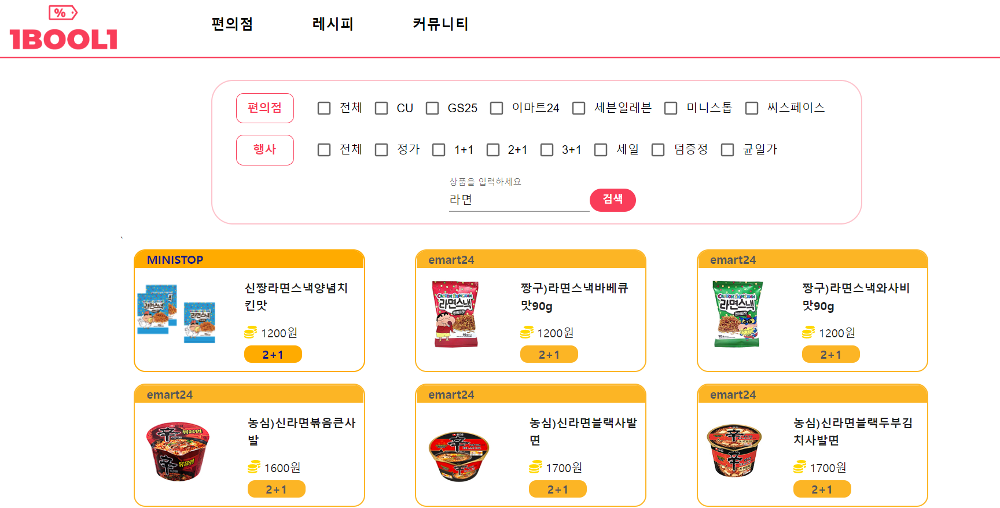 %
1BOOL1
편의점 레시피 커뮤니티
편의점 전체 CU GS25 이마트24 세븐일레븐 미니스톱 씨스페이스
행사 전체 정가 1+1 2+1 3+1 세일 덤증정 균일가
상품을 입력하세요
라면 검색
`
MINISTOP
라면스낵
신짱라면스낵양념치
킨맛
1200원
2+1
emart24
라면스낵
짱구)라면스낵바베큐
맛90g
1200원
2+1
emart24
라면스낵
짱구)라면스낵와사비
맛90g
1200원
2+1
emart24
辛 볶음면
辛 볶음면
농심)신라면볶음큰사
발
1600원
2+1
emart24
辛
BLACK
辛
농심)신라면블랙사발
면
1700원
2+1
emart24
辛
辛
농심)신라면블랙두부김
치사발면
1700원
2+1